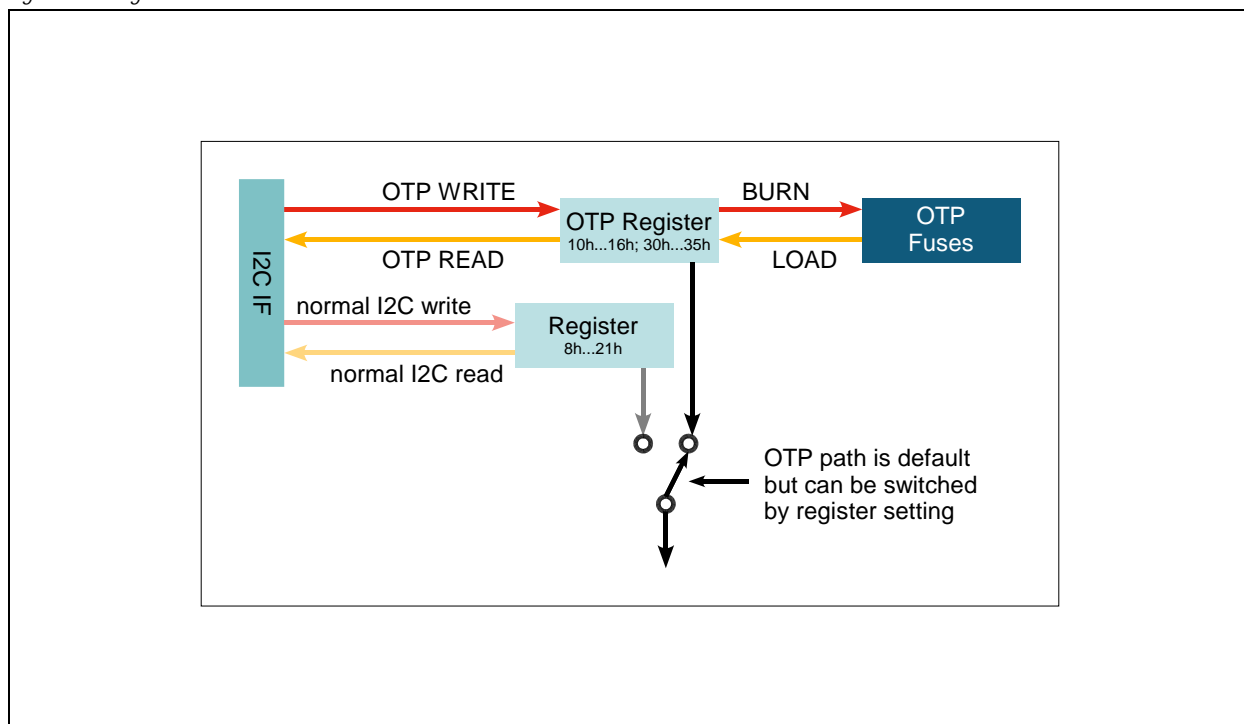 OTP WRITE
BURN
OTP Register
10h...16h; 30h...35h
OTP
Fuses
OTP READ
LOAD
I2C IF
normal I2C write
Register
8h...21h
normal I2C read
OTP path is default
but can be switched
by register setting